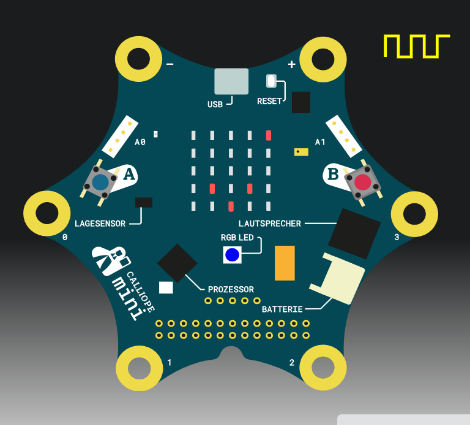 -
+
USB
RESET
A0
A1
A
B
LAGESENSOR
LAUTSPRECHER
0
3
RGB LED
CALLIOPE
mini
PROZESSOR
BATTERIE
1
2